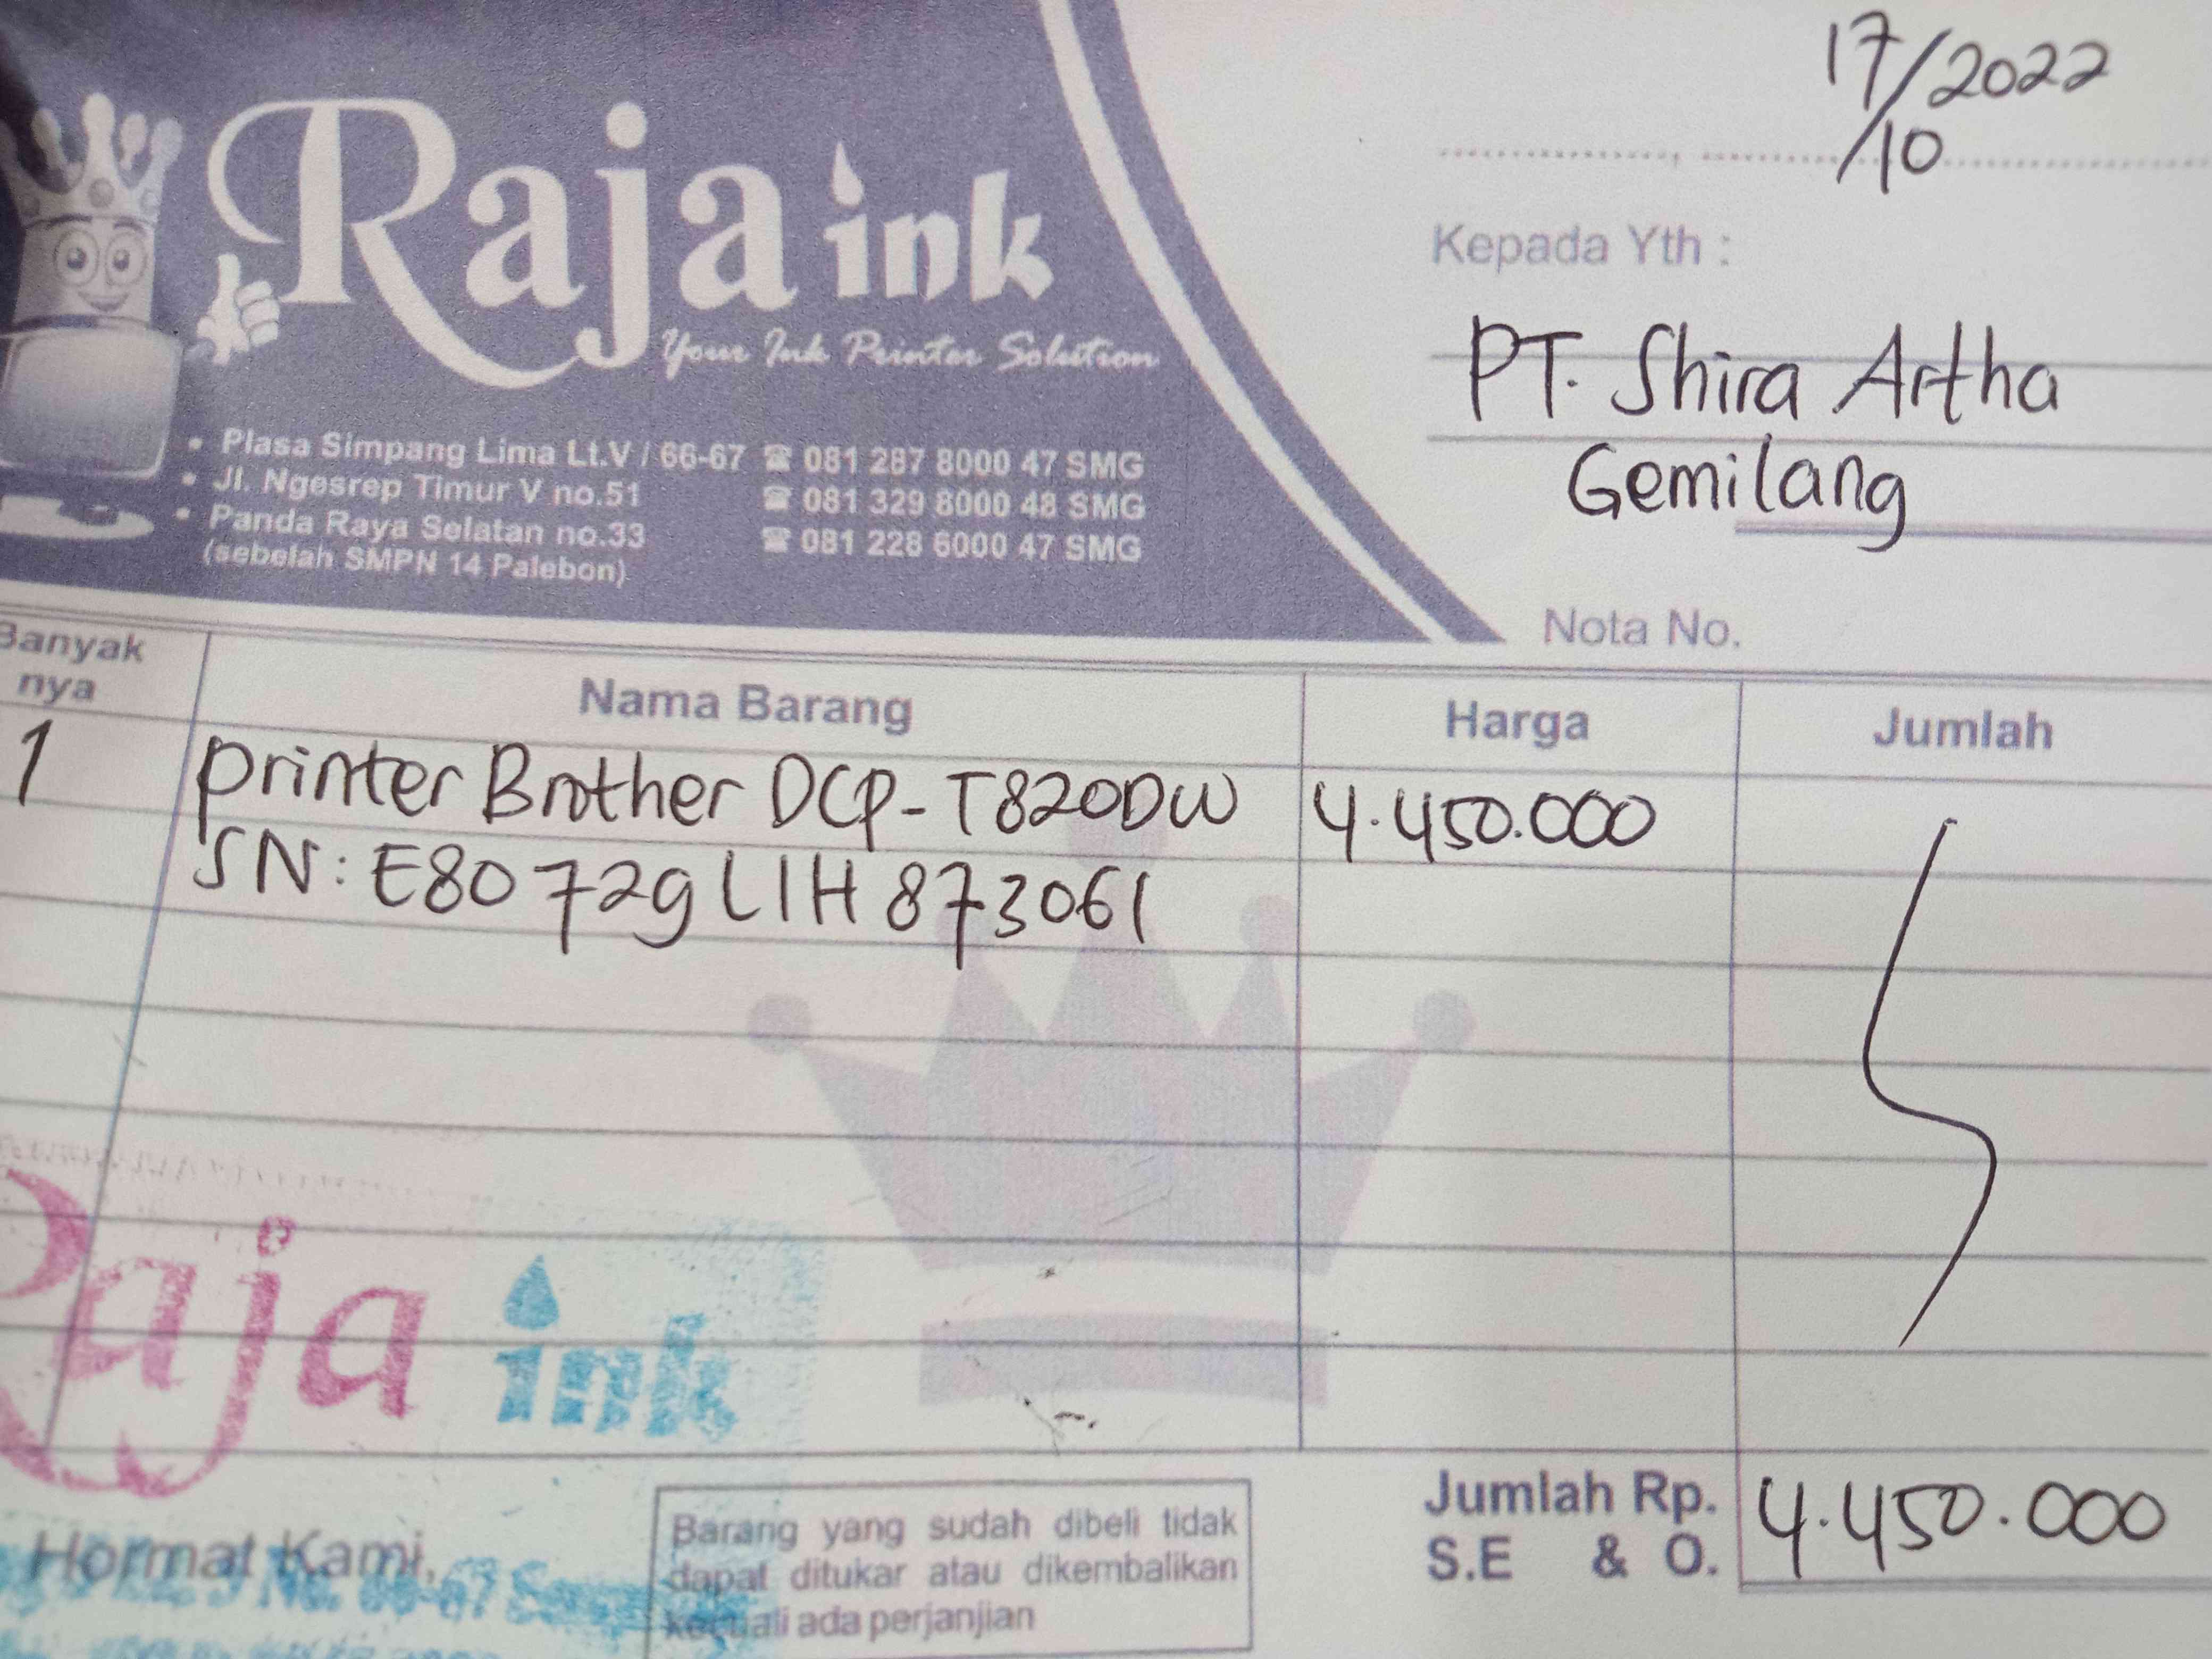 Raja ink
Your Ink Printer Solution
• Plasa Simpang Lima Lt.V / 66-67 ☎ 081 287 8000 47 SMG
• Jl. Ngesrep Timur V no.51 ☎ 081 329 8000 48 SMG
• Panda Raya Selatan no.33 ☎ 081 228 6000 47 SMG
(sebelah SMPN 14 Palebon)
17/10/2022
Kepada Yth :
PT. Shira Artha
Gemilang
Nota No.
Banyak nya Nama Barang Harga Jumlah
1 printer Brother DCP-T820DW 4.450.000
SN: E80729L1H873061
Raja ink
Hormat Kami,
No. 66-67
Barang yang sudah dibeli tidak
dapat ditukar atau dikembalikan
kecuali ada perjanjian
Jumlah Rp. 4.450.000
S.E & O.